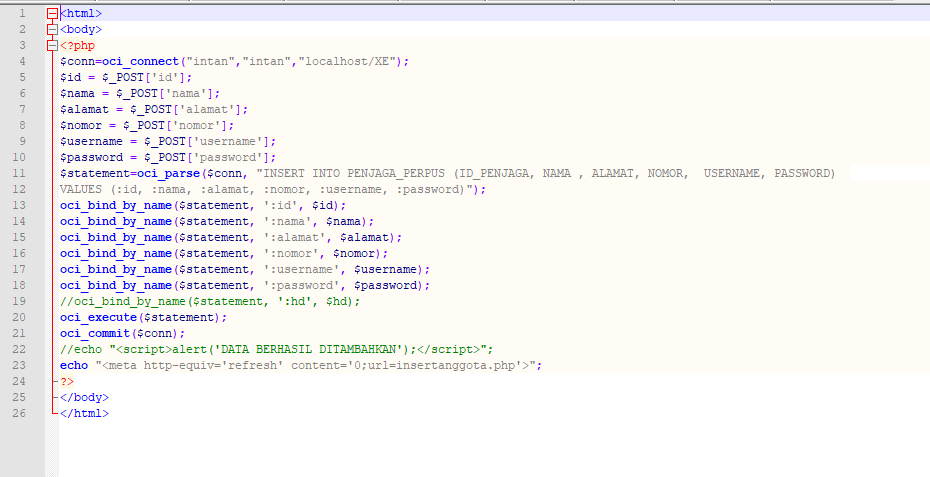 1 <html>
2 <body>
3 <?php
4 $conn=oci_connect("intan","intan","localhost/XE");
5 $id = $_POST['id'];
6 $nama = $_POST['nama'];
7 $alamat = $_POST['alamat'];
8 $nomor = $_POST['nomor'];
9 $username = $_POST['username'];
10 $password = $_POST['password'];
11 $statement=oci_parse($conn, "INSERT INTO PENJAGA_PERPUS (ID_PENJAGA, NAMA , ALAMAT, NOMOR,  USERNAME, PASSWORD)
12 VALUES (:id, :nama, :alamat, :nomor, :username, :password)");
13 oci_bind_by_name($statement, ':id', $id);
14 oci_bind_by_name($statement, ':nama', $nama);
15 oci_bind_by_name($statement, ':alamat', $alamat);
16 oci_bind_by_name($statement, ':nomor', $nomor);
17 oci_bind_by_name($statement, ':username', $username);
18 oci_bind_by_name($statement, ':password', $password);
19 //oci_bind_by_name($statement, ':hd', $hd);
20 oci_execute($statement);
21 oci_commit($conn);
22 //echo "<script>alert('DATA BERHASIL DITAMBAHKAN');</script>";
23 echo "<meta http-equiv='refresh' content='0;url=insertanggota.php'>";
24 ?>
25 </body>
26 </html>